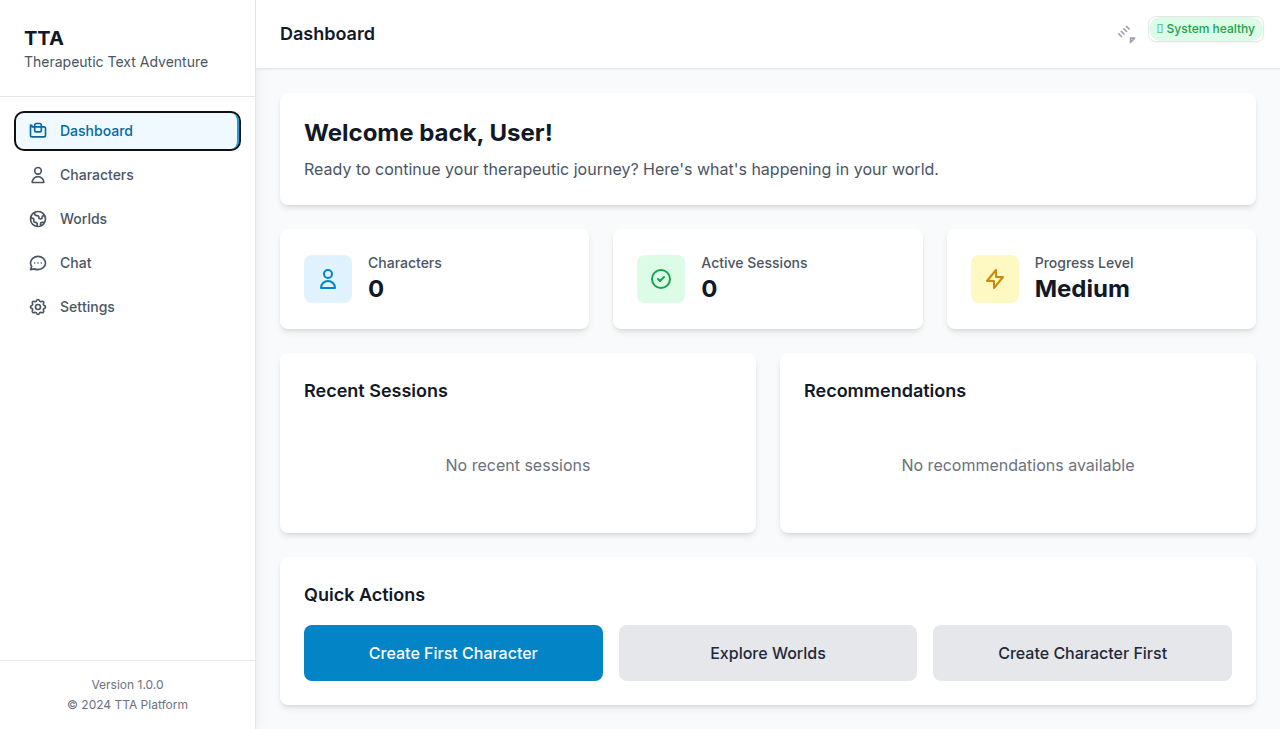 TTA
Therapeutic Text Adventure
Dashboard
Characters
Worlds
Chat
Settings
Version 1.0.0
© 2024 TTA Platform
Dashboard
System healthy
Welcome back, User!
Ready to continue your therapeutic journey? Here's what's happening in your world.
Characters
0
Active Sessions
0
Progress Level
Medium
Recent Sessions
No recent sessions
Recommendations
No recommendations available
Quick Actions
Create First Character
Explore Worlds
Create Character First